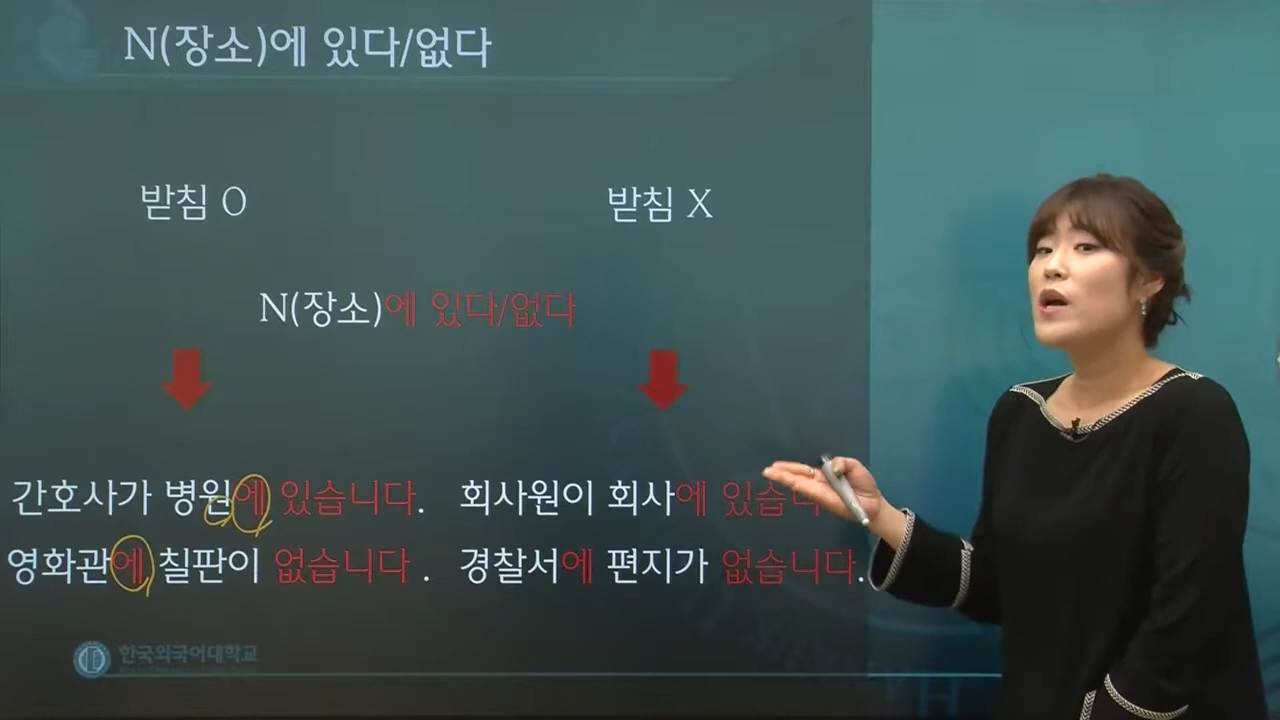 N(장소)에 있다/없다
받침 O
받침 X
N(장소)에 있다/없다
간호사가 병원에 있습니다.
회사원이 회사에 있습니다
영화관에 칠판이 없습니다 .
경찰서에 편지가 없습니다.
한국외국어대학교